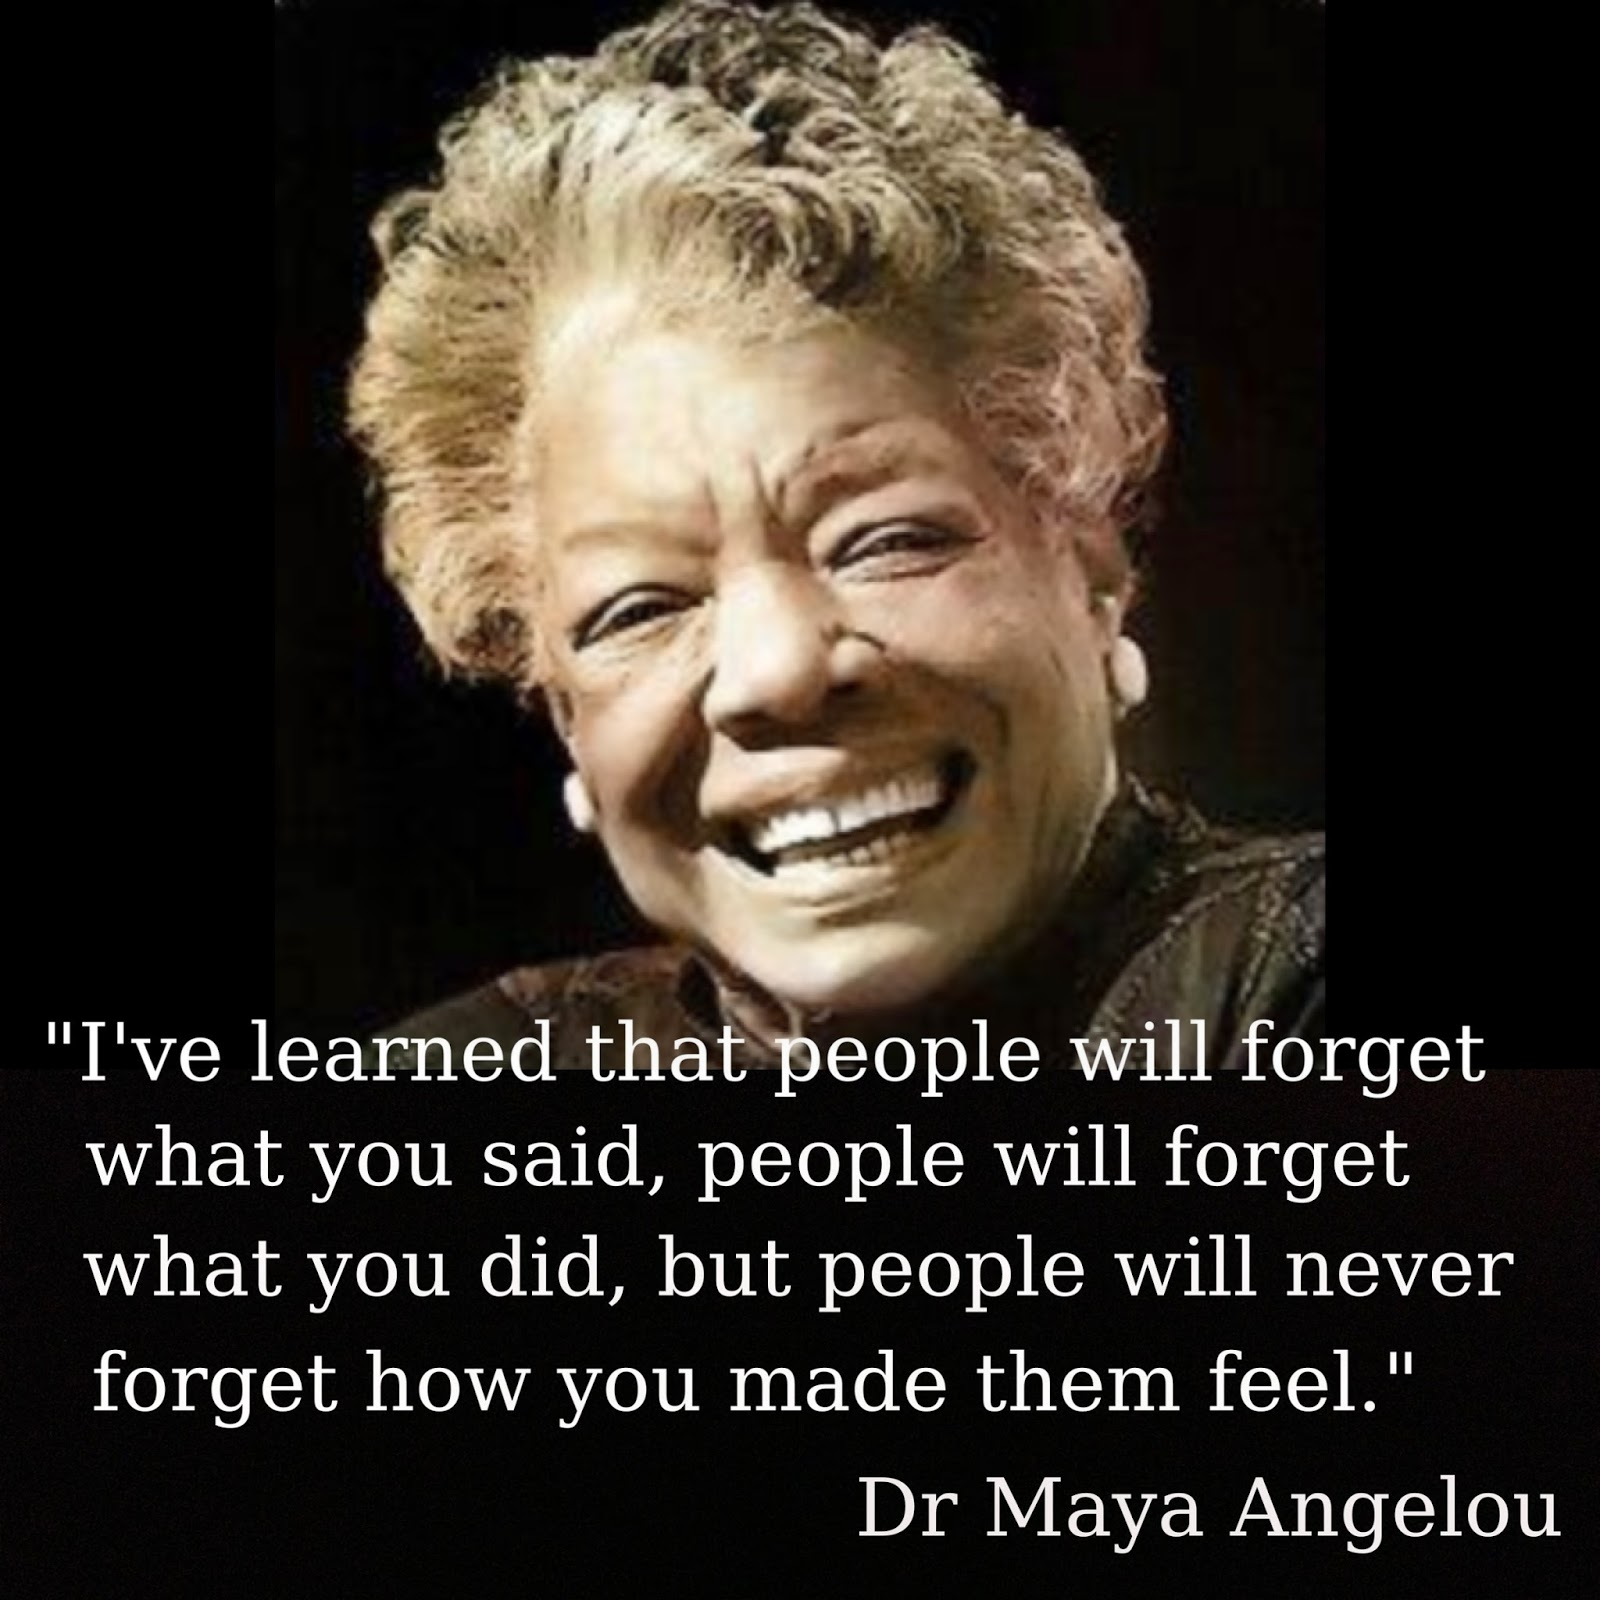 "I've learned that people will forget
what you said, people will forget
what you did, but people will never
forget how you made them feel."
Dr Maya Angelou